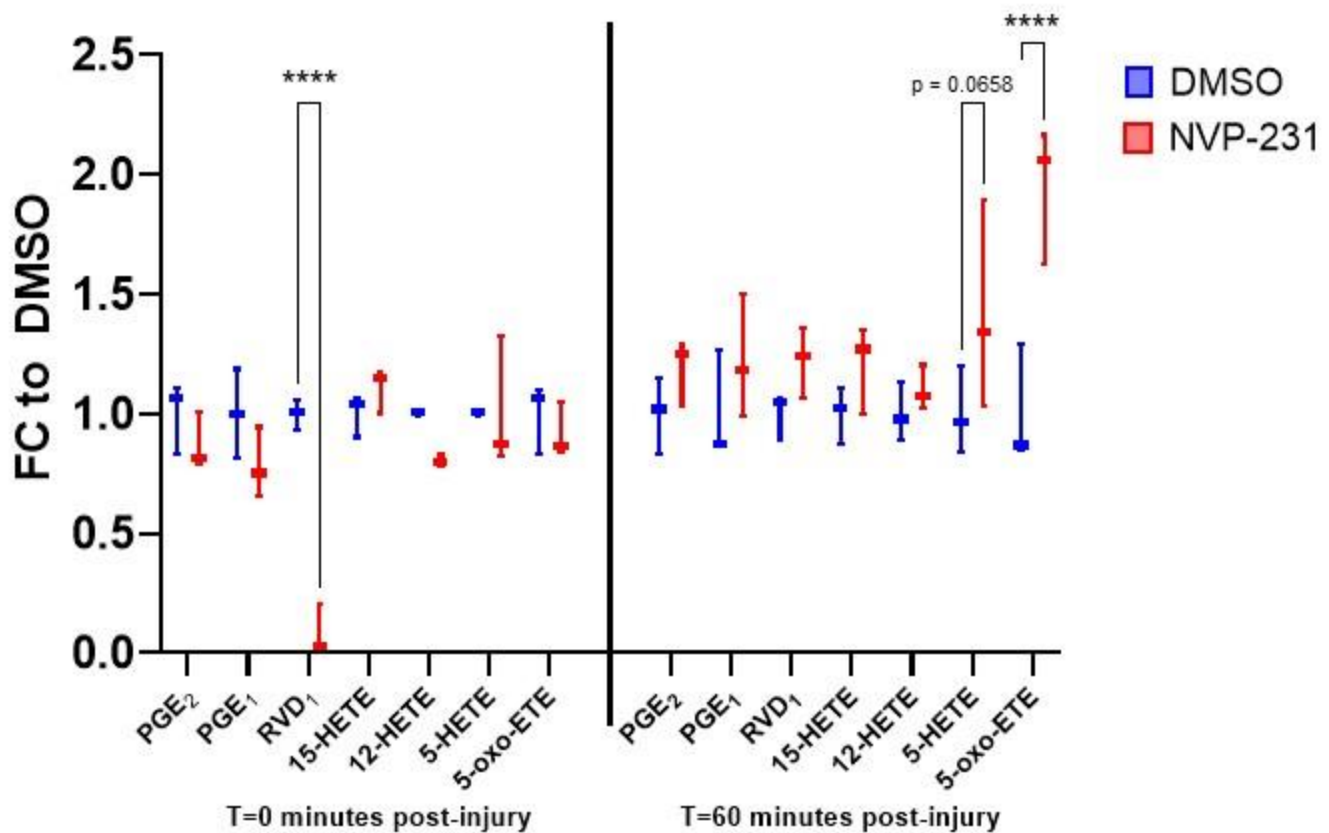 ****
p = 0.0658
****
DMSO
NVP-231
FC to DMSO
2.5
2.0
1.5
1.0
0.5
0.0
PGE₂
PGE₁
RVD₁
15-HETE
12-HETE
5-HETE
5-oxo-ETE
PGE₂
PGE₁
RVD₁
15-HETE
12-HETE
5-HETE
5-oxo-ETE
T=0 minutes post-injury
T=60 minutes post-injury